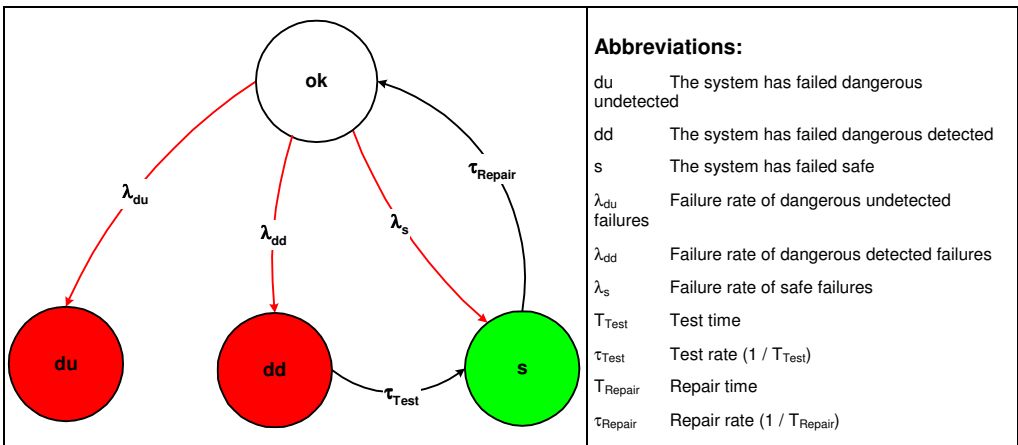 ok
τRepair
λdu
λdd
λs
du
dd
s
τTest
Abbreviations:
du The system has failed dangerous
undetected
dd The system has failed dangerous detected
s The system has failed safe
λdu Failure rate of dangerous undetected
failures
λdd Failure rate of dangerous detected failures
λs Failure rate of safe failures
TTest Test time
τTest Test rate (1 / TTest)
TRepair Repair time
τRepair Repair rate (1 / TRepair)